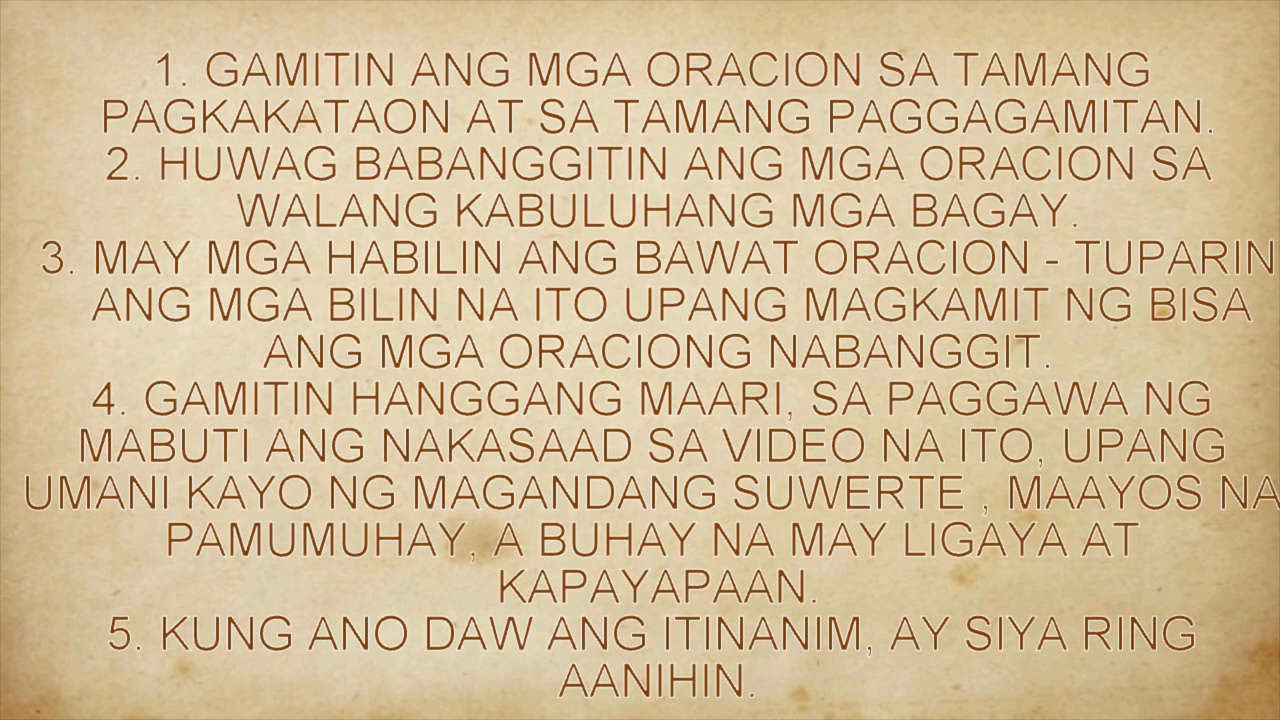 1. GAMITIN ANG MGA ORACION SA TAMANG
PAGKAKATAON AT SA TAMANG PAGGAGAMITAN.
2. HUWAG BABANGGITIN ANG MGA ORACION SA
WALANG KABULUHANG MGA BAGAY.
3. MAY MGA HABILIN ANG BAWAT ORACION - TUPARIN
ANG MGA BILIN NA ITO UPANG MAGKAMIT NG BISA
ANG MGA ORACIONG NABANGGIT.
4. GAMITIN HANGGANG MAARI, SA PAGGAWA NG
MABUTI ANG NAKASAAD SA VIDEO NA ITO, UPANG
UMANI KAYO NG MAGANDANG SUWERTE , MAAYOS NA
PAMUMUHAY, A BUHAY NA MAY LIGAYA AT
KAPAYAPAAN.
5. KUNG ANO DAW ANG ITINANIM, AY SIYA RING
AANIHIN.